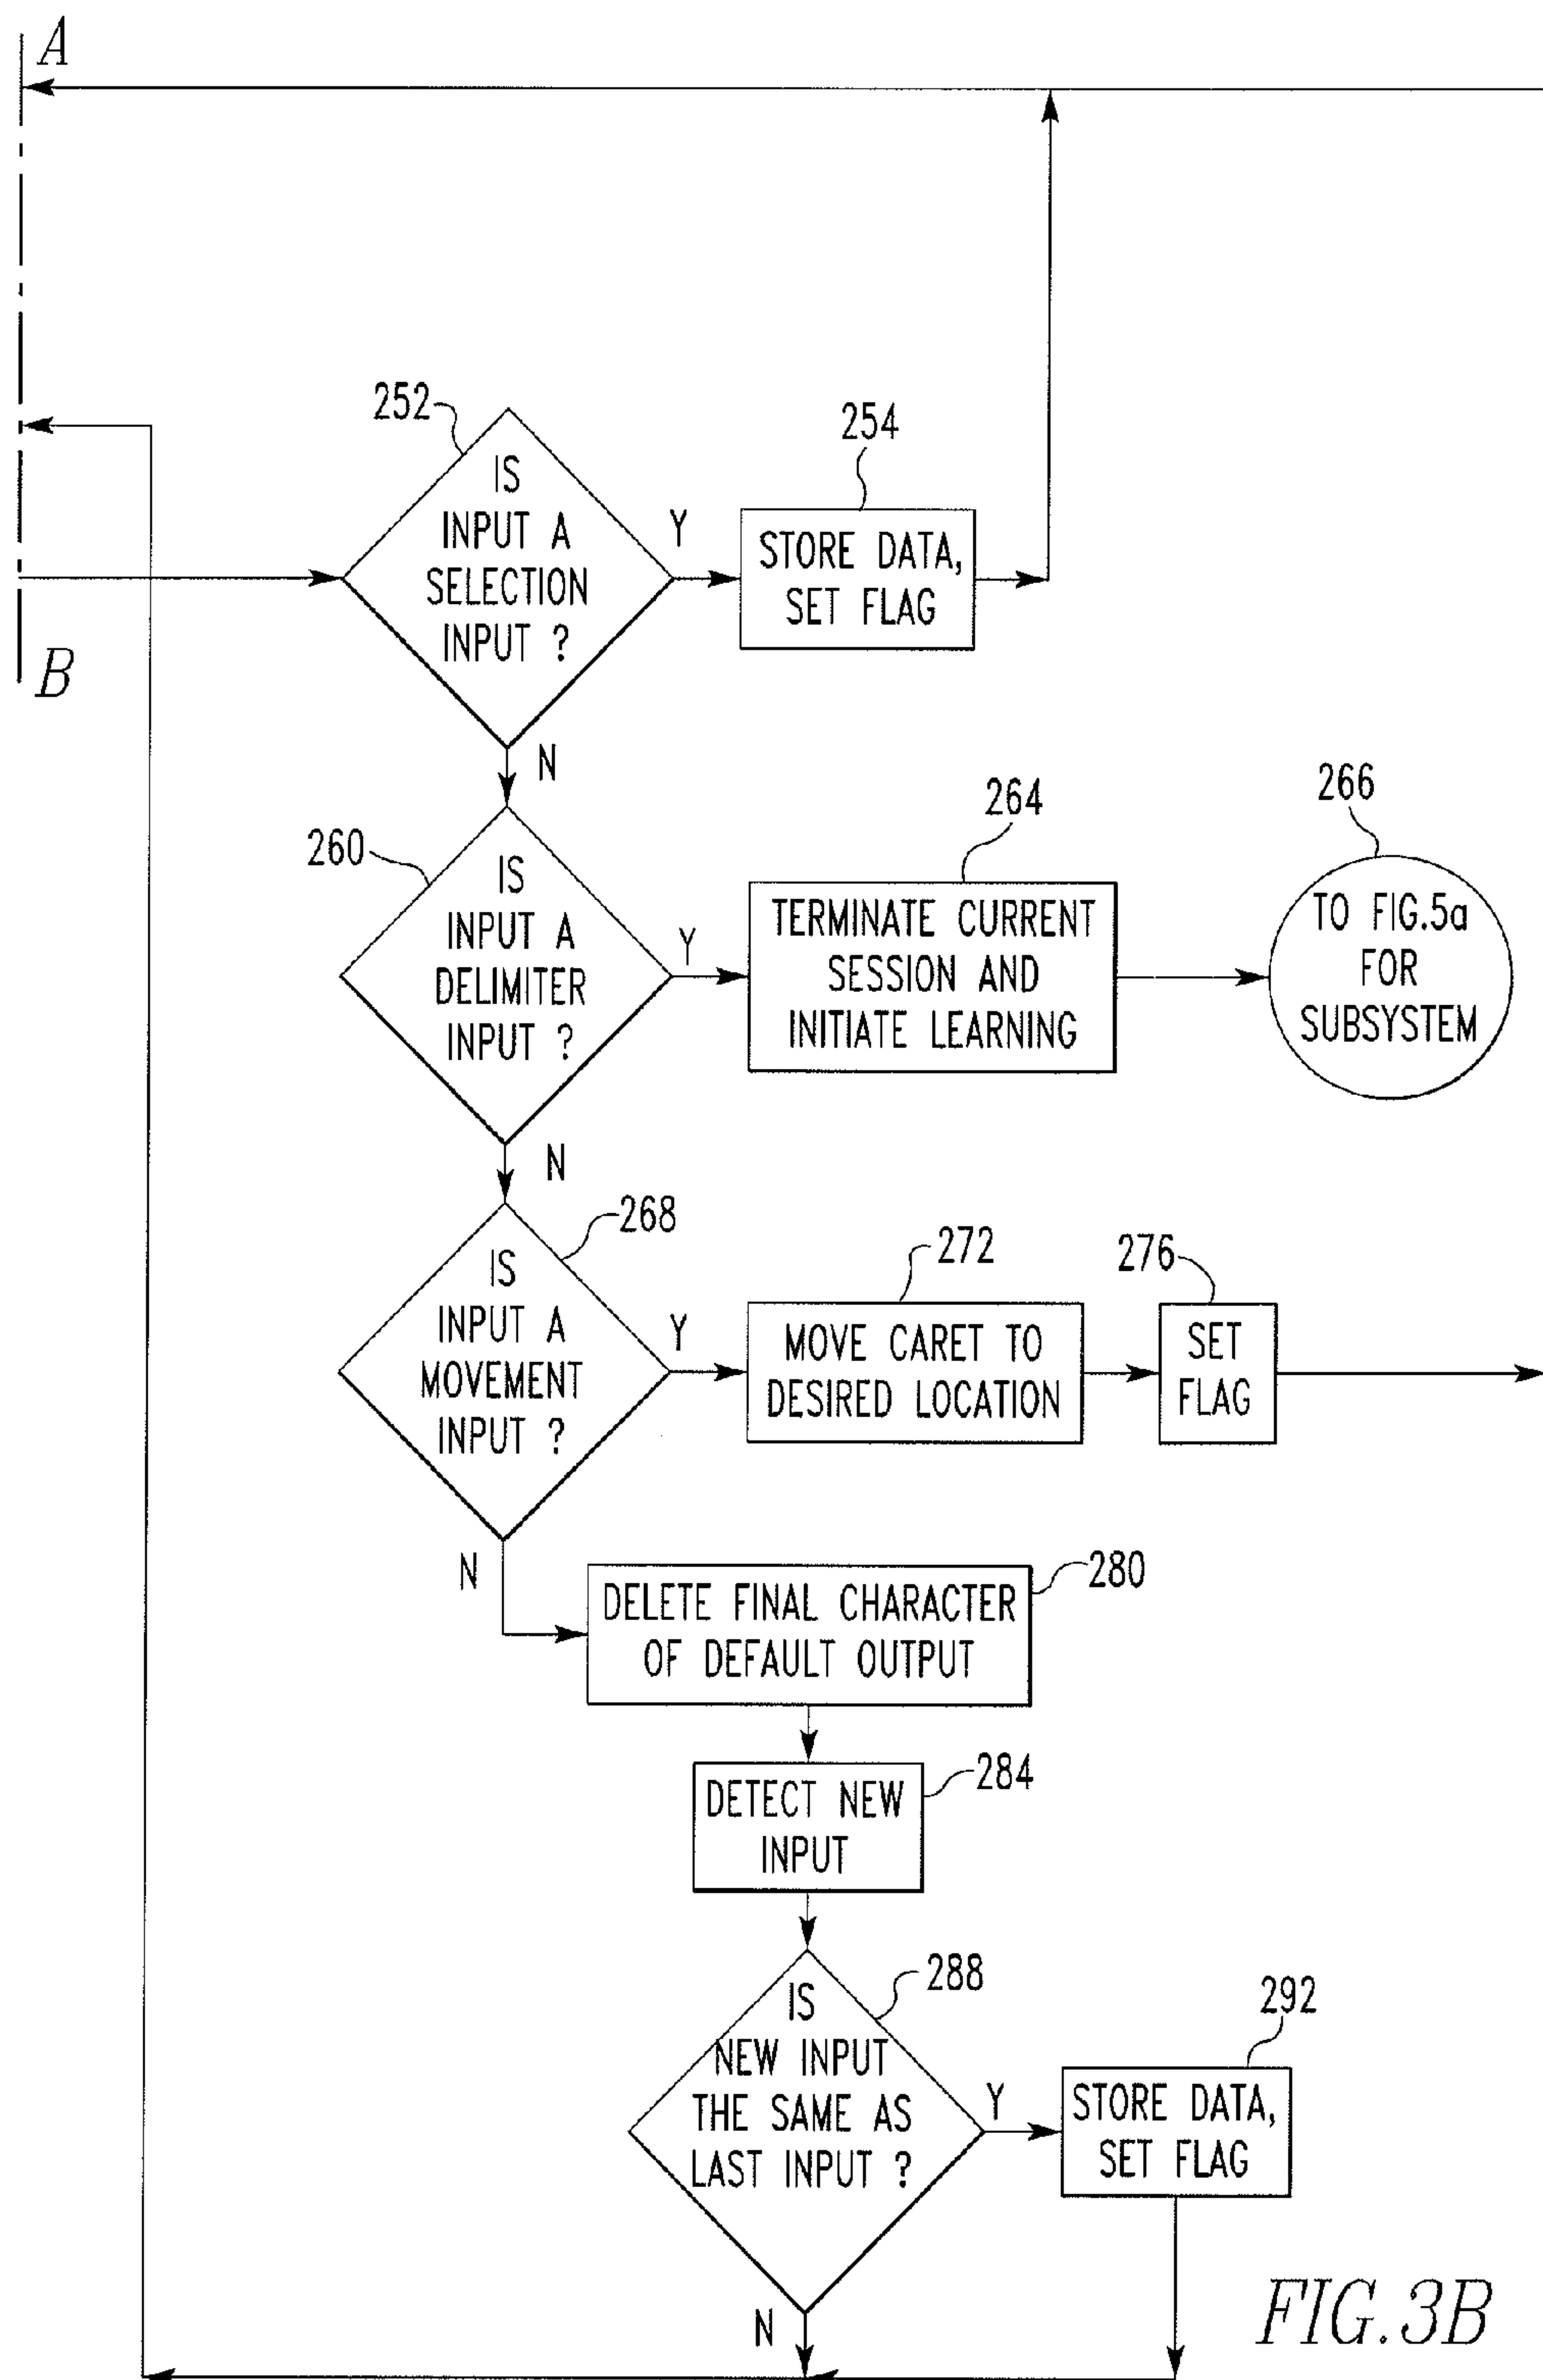 A
252
254
IS
INPUT A
SELECTION
INPUT ?
Y
STORE DATA,
SET FLAG
B
N
260
264
266
IS
INPUT A
DELIMITER
INPUT ?
Y
TERMINATE CURRENT
SESSION AND
INITIATE LEARNING
TO FIG.5a
FOR
SUBSYSTEM
N
268
272
276
IS
INPUT A
MOVEMENT
INPUT ?
Y
MOVE CARET TO
DESIRED LOCATION
SET
FLAG
N
280
DELETE FINAL CHARACTER
OF DEFAULT OUTPUT
284
DETECT NEW
INPUT
288
292
IS
NEW INPUT
THE SAME AS
LAST INPUT ?
Y
STORE DATA,
SET FLAG
N
FIG.3B